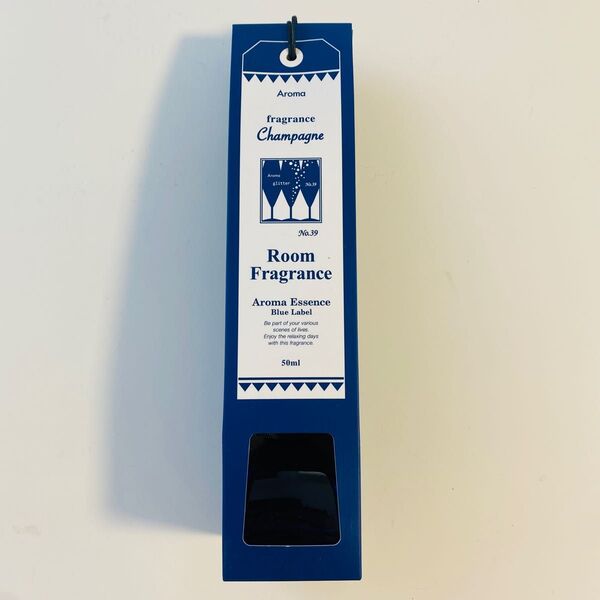 Aroma
fragrance
Champagne
Aroma
glitter No.39
No.39
Room
Fragrance
Aroma Essence
Blue Label
Be part of your various
scenes of lives.
Enjoy the relaxing days
with this fragrance.
50ml